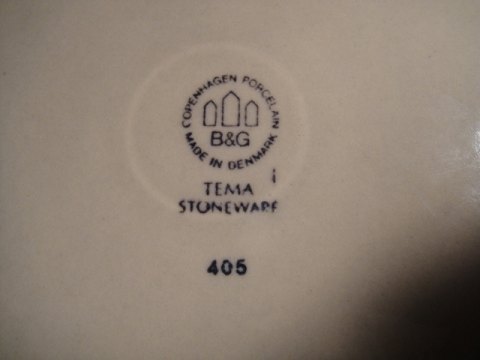 COPENHAGEN PORCELAIN
B&G
MADE IN DENMARK
TEMA
STONEWARE
405